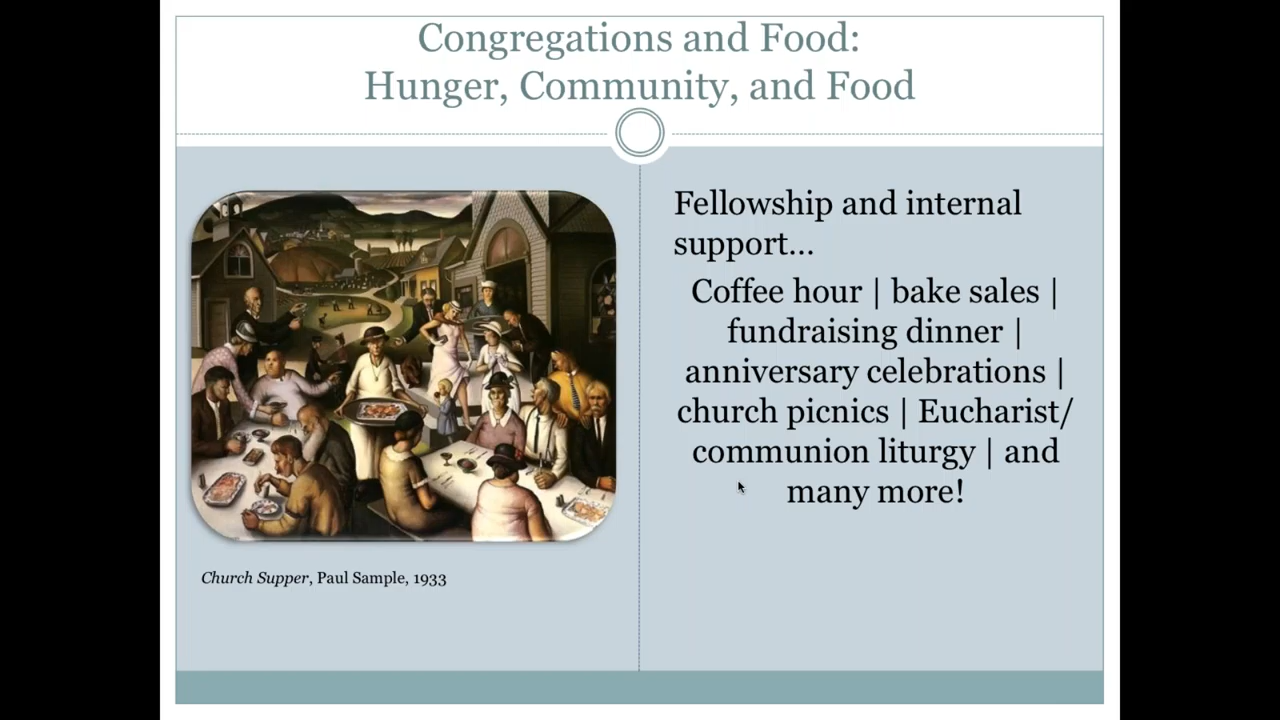 Congregations and Food:
Hunger, Community, and Food
Fellowship and internal
support...
Coffee hour | bake sales |
fundraising dinner |
anniversary celebrations |
church picnics | Eucharist/
communion liturgy | and
many more!
Church Supper, Paul Sample, 1933